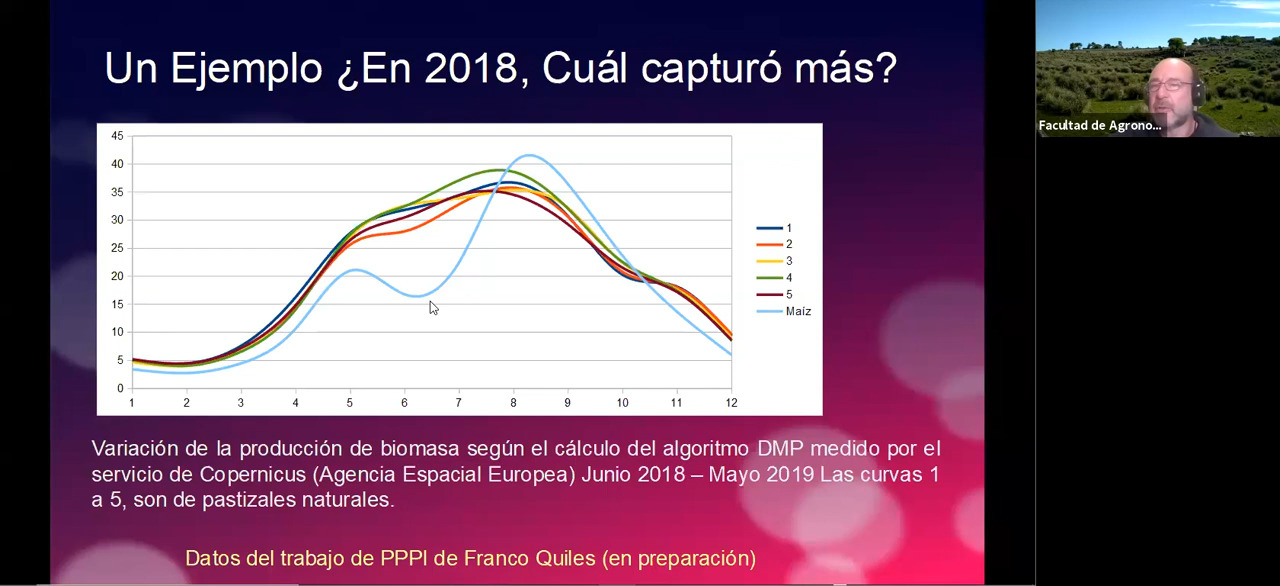 Un Ejemplo ¿En 2018, Cuál capturó más?
45
40
35
30
25
20
15
10
5
0
1 2 3 4 5 6 7 8 9 10 11 12
1
2
3
4
5
Maíz
Variación de la producción de biomasa según el cálculo del algoritmo DMP medido por el
servicio de Copernicus (Agencia Espacial Europea) Junio 2018 – Mayo 2019 Las curvas 1
a 5, son de pastizales naturales.
Datos del trabajo de PPPI de Franco Quiles (en preparación)
Facultad de Agrono...